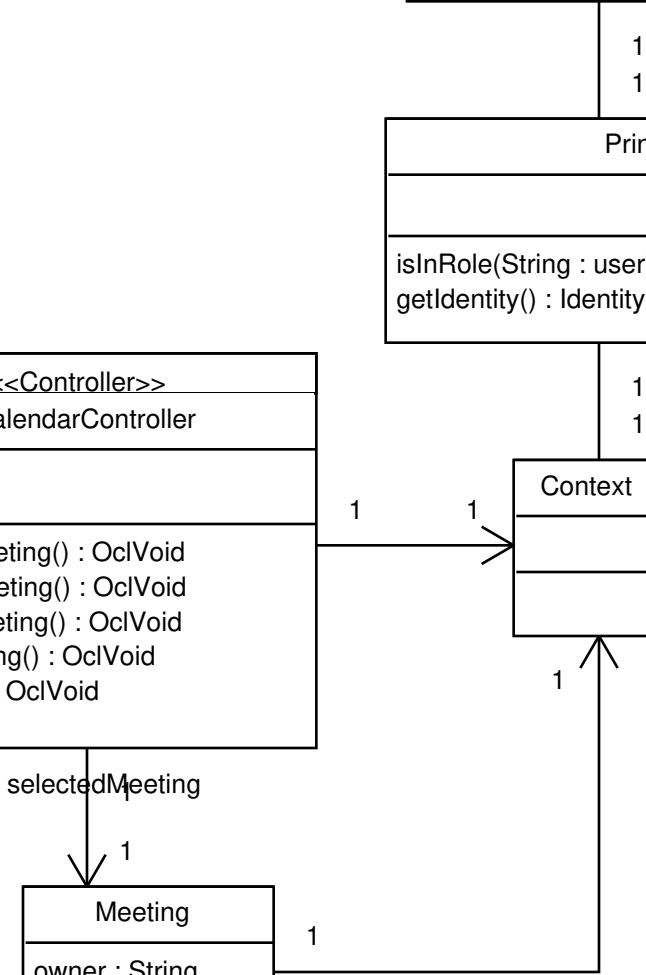 1
1
Prin
isInRole(String : user
getIdentity() : Identity
<<Controller>>
alendarController
1
1
Context
1
1
eting() : OclVoid
eting() : OclVoid
eting() : OclVoid
ng() : OclVoid
OclVoid
1
selectedMeeting
1
1
Meeting
1
owner : String